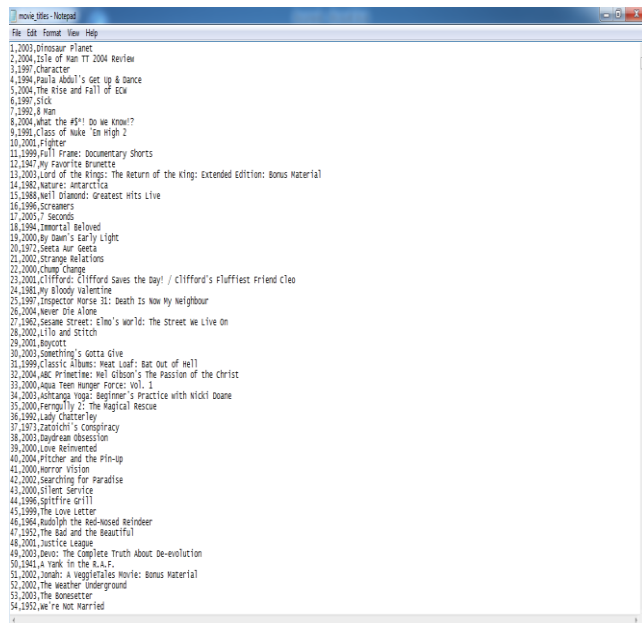 movie_titles - Notepad
File Edit Format View Help
1,2003,Dinosaur Planet
2,2004,Isle of Man TT 2004 Review
3,1997,Character
4,1994,Paula Abdul's Get Up & Dance
5,2004,The Rise and Fall of ECW
6,1997,Sick
7,1992,8 Man
8,2004,What the #$*! Do We Know!?
9,1991,Class of Nuke 'Em High 2
10,2001,Fighter
11,1999,Full Frame: Documentary Shorts
12,1947,My Favorite Brunette
13,2003,Lord of the Rings: The Return of the King: Extended Edition: Bonus Material
14,1982,Nature: Antarctica
15,1988,Neil Diamond: Greatest Hits Live
16,1996,Screamers
17,2005,7 Seconds
18,1994,Immortal Beloved
19,2000,By Dawn's Early Light
20,1972,Seeta Aur Geeta
21,2002,Strange Relations
22,2000,Chump Change
23,2001,Clifford: Clifford Saves the Day! / Clifford's Fluffiest Friend Cleo
24,1981,My Bloody Valentine
25,1997,Inspector Morse 31: Death Is Now My Neighbour
26,2004,Never Die Alone
27,1962,Sesame Street: Elmo's World: The Street We Live On
28,2002,Lilo and Stitch
29,2001,Boycott
30,2003,Something's Gotta Give
31,1999,Classic Albums: Meat Loaf: Bat Out of Hell
32,2004,ABC Primetime: Mel Gibson's The Passion of the Christ
33,2000,Aqua Teen Hunger Force: Vol. 1
34,2003,Ashtanga Yoga: Beginner's Practice with Nicki Doane
35,2000,Ferngully 2: The Magical Rescue
36,1992,Lady Chatterley
37,1973,Zatoichi's Conspiracy
38,2003,Daydream Obsession
39,2000,Love Reinvented
40,2004,Pitcher and the Pin-Up
41,2000,Horror Vision
42,2002,Searching for Paradise
43,2000,Silent Service
44,1996,Spitfire Grill
45,1999,The Love Letter
46,1964,Rudolph the Red-Nosed Reindeer
47,1952,The Bad and the Beautiful
48,2001,Justice League
49,2003,Devo: The Complete Truth About De-evolution
50,1941,A Yank in the R.A.F.
51,2002,Jonah: A VeggieTales Movie: Bonus Material
52,2002,The Weather Underground
53,2003,The Bonesetter
54,1952,We're Not Married